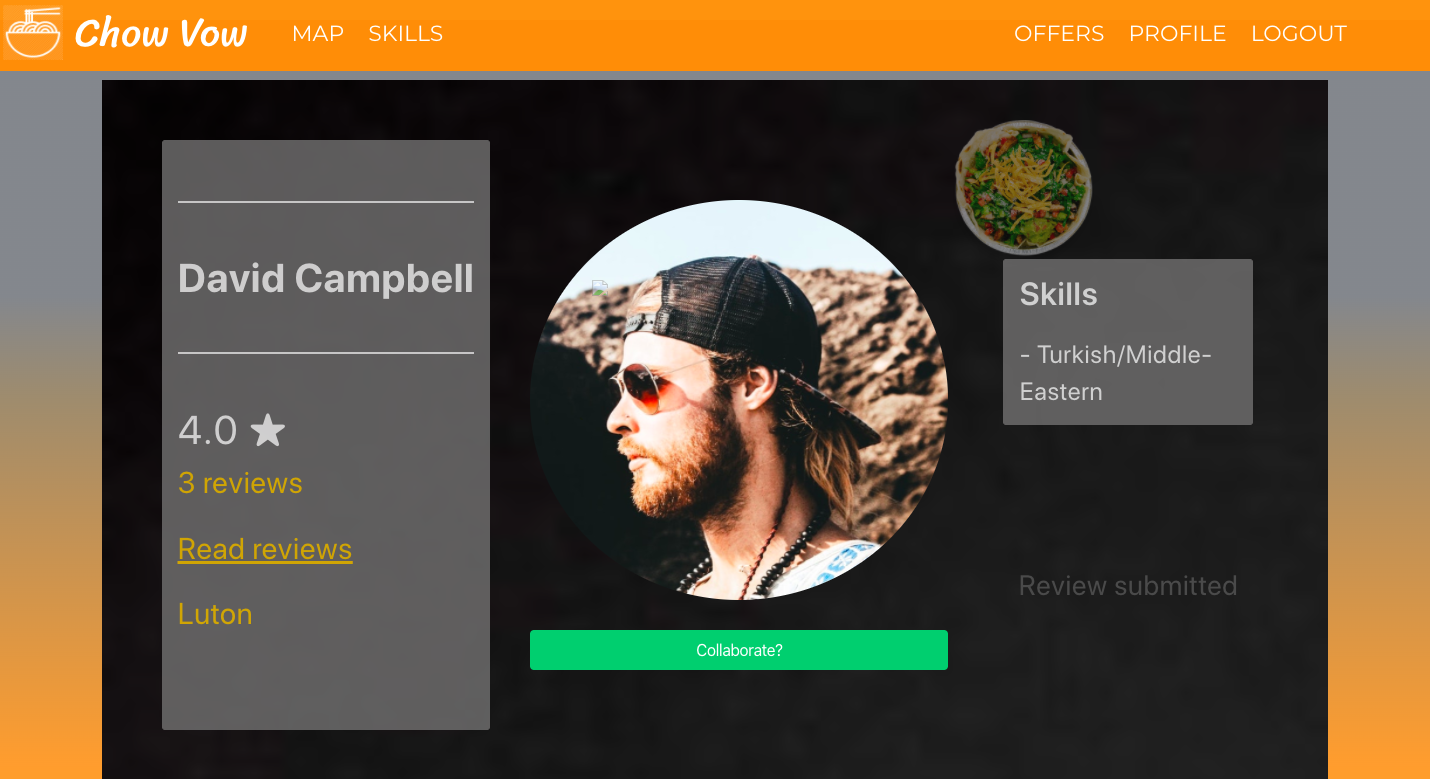 Chow Vow
MAP
SKILLS
OFFERS
PROFILE
LOGOUT
David Campbell
4.0 ★
3 reviews
Read reviews
Luton
Collaborate?
Skills
- Turkish/Middle-
Eastern
Review submitted